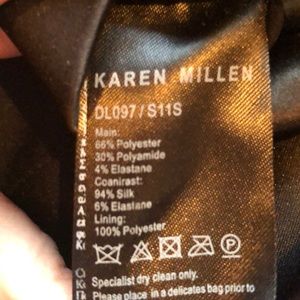 KAREN MILLEN
DL097/S11S
Main:
66% Polyester
30% Polyamide
4% Elastane
Coanirast:
94% Silk
6% Elastane
Lining:
100% Polyester
P
Specialist dry clean only.
Please place in a delicates bag prior to